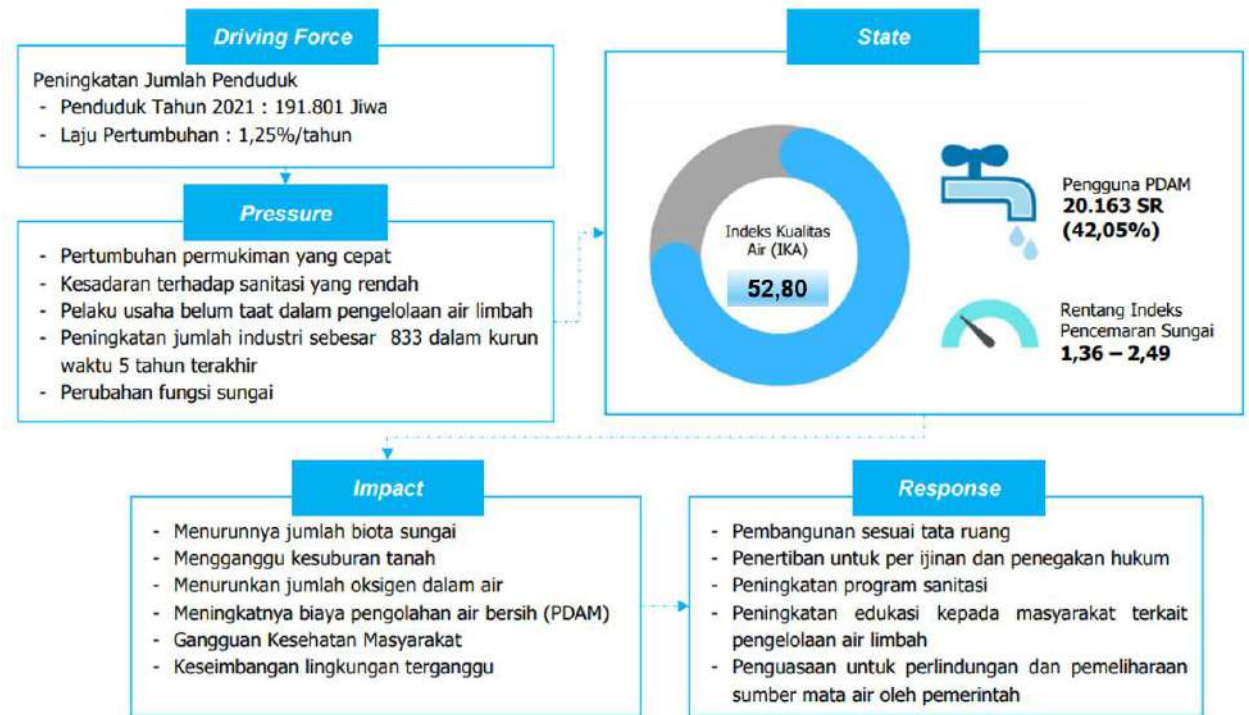 Driving Force
Peningkatan Jumlah Penduduk
- Penduduk Tahun 2021 : 191.801 Jiwa
- Laju Pertumbuhan : 1,25%/tahun
Pressure
- Pertumbuhan permukiman yang cepat
- Kesadaran terhadap sanitasi yang rendah
- Pelaku usaha belum taat dalam pengelolaan air limbah
- Peningkatan jumlah industri sebesar 833 dalam kurun
waktu 5 tahun terakhir
- Perubahan fungsi sungai
State
Indeks Kualitas
Air (IKA)
52,80
Pengguna PDAM
20.163 SR
(42,05%)
Rentang Indeks
Pencemaran Sungai
1,36 – 2,49
Impact
- Menurunnya jumlah biota sungai
- Mengganggu kesuburan tanah
- Menurunkan jumlah oksigen dalam air
- Meningkatnya biaya pengolahan air bersih (PDAM)
- Gangguan Kesehatan Masyarakat
- Keseimbangan lingkungan terganggu
Response
- Pembangunan sesuai tata ruang
- Penertiban untuk per ijinan dan penegakan hukum
- Peningkatan program sanitasi
- Peningkatan edukasi kepada masyarakat terkait
pengelolaan air limbah
- Penguasaan untuk perlindungan dan pemeliharaan
sumber mata air oleh pemerintah